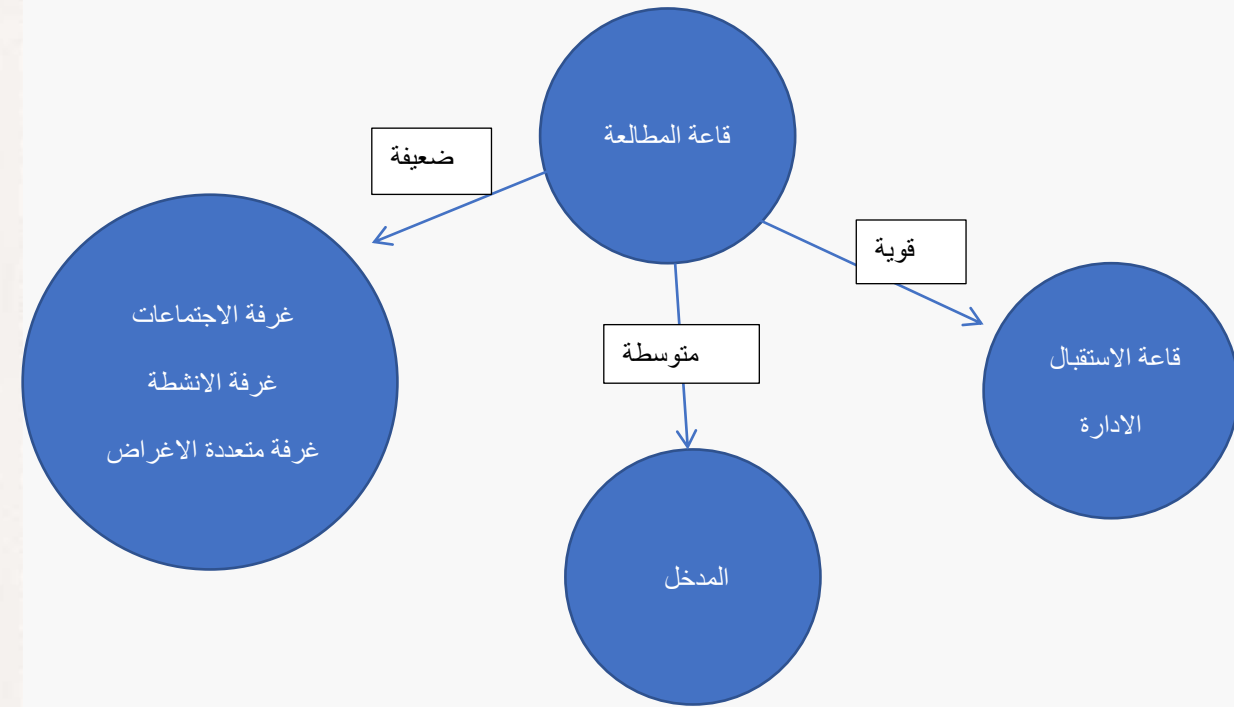 قاعة المطالعة
ضعيفة
قوية
متوسطة
غرفة الاجتماعات
غرفة الانشطة
غرفة متعددة الاغراض
قاعة الاستقبال
الادارة
المدخل